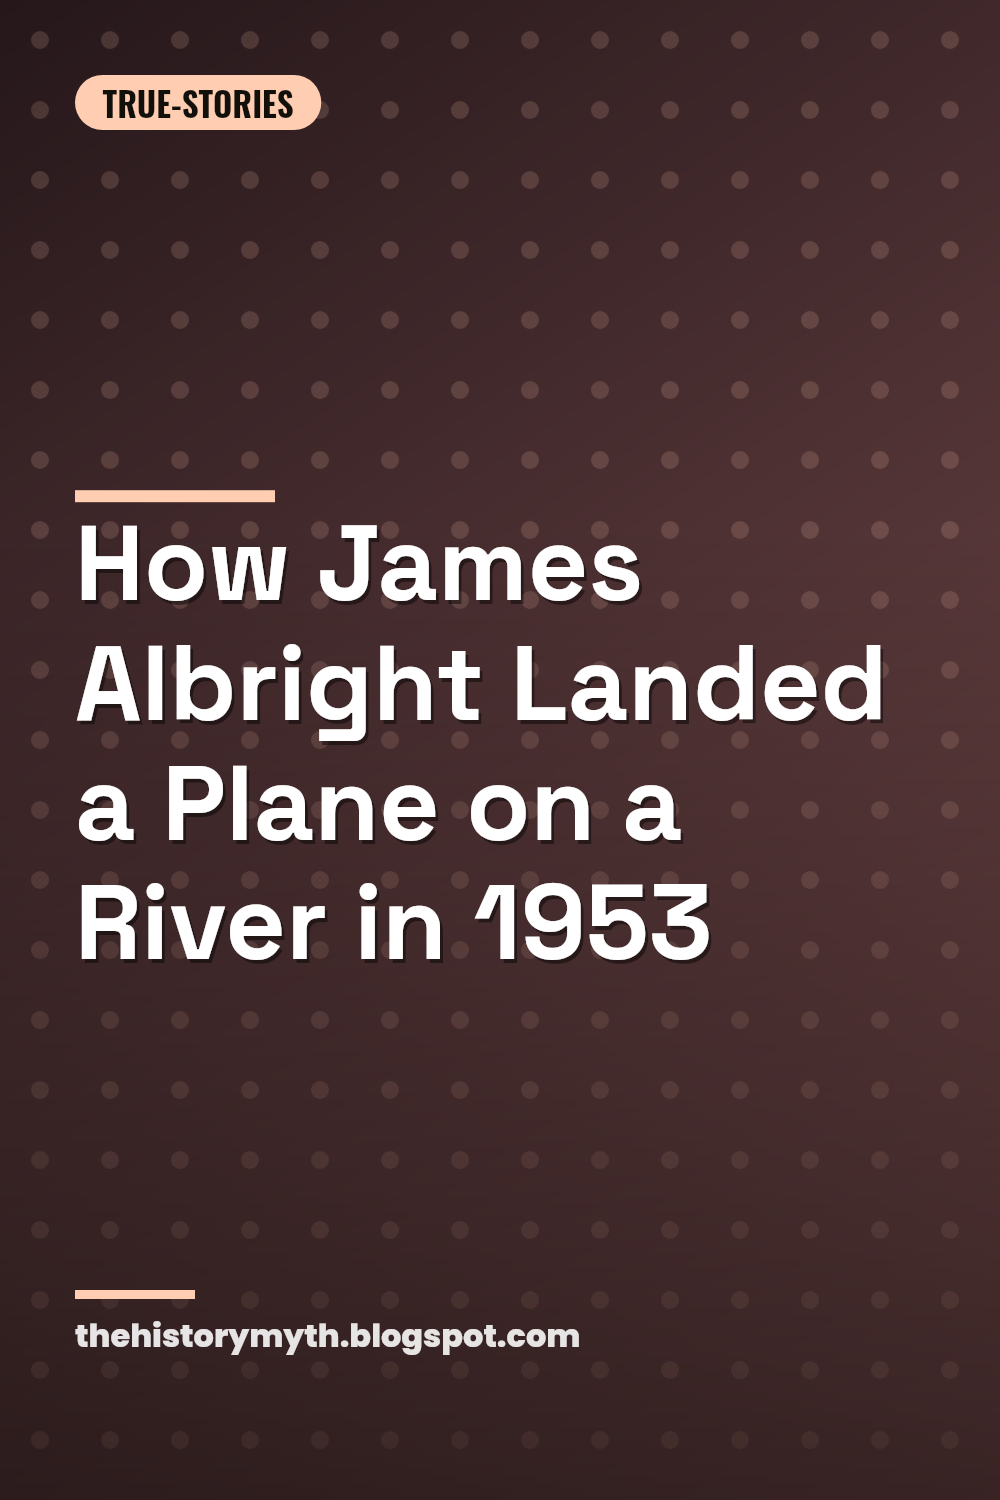 TRUE-STORIES
How James
Albright Landed
a Plane on a
River in 1953
thehistorymyth.blogspot.com